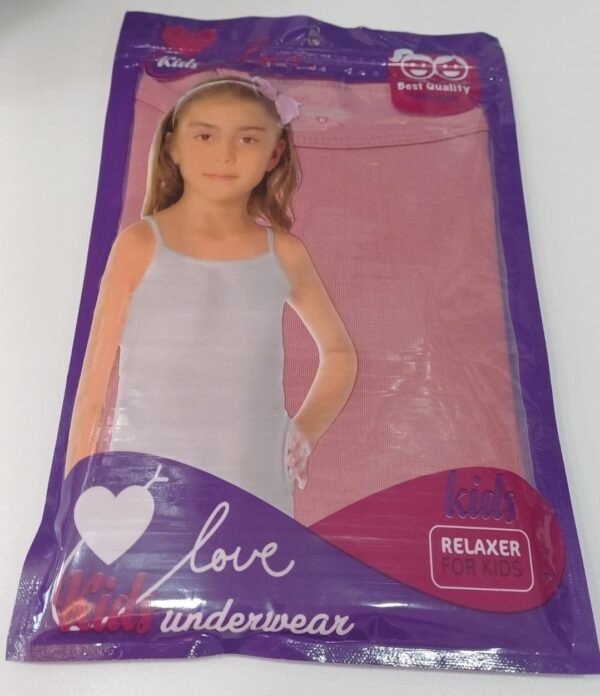 Kids
Best Quality
love
Kids underwear
kids
RELAXER
FOR KIDS